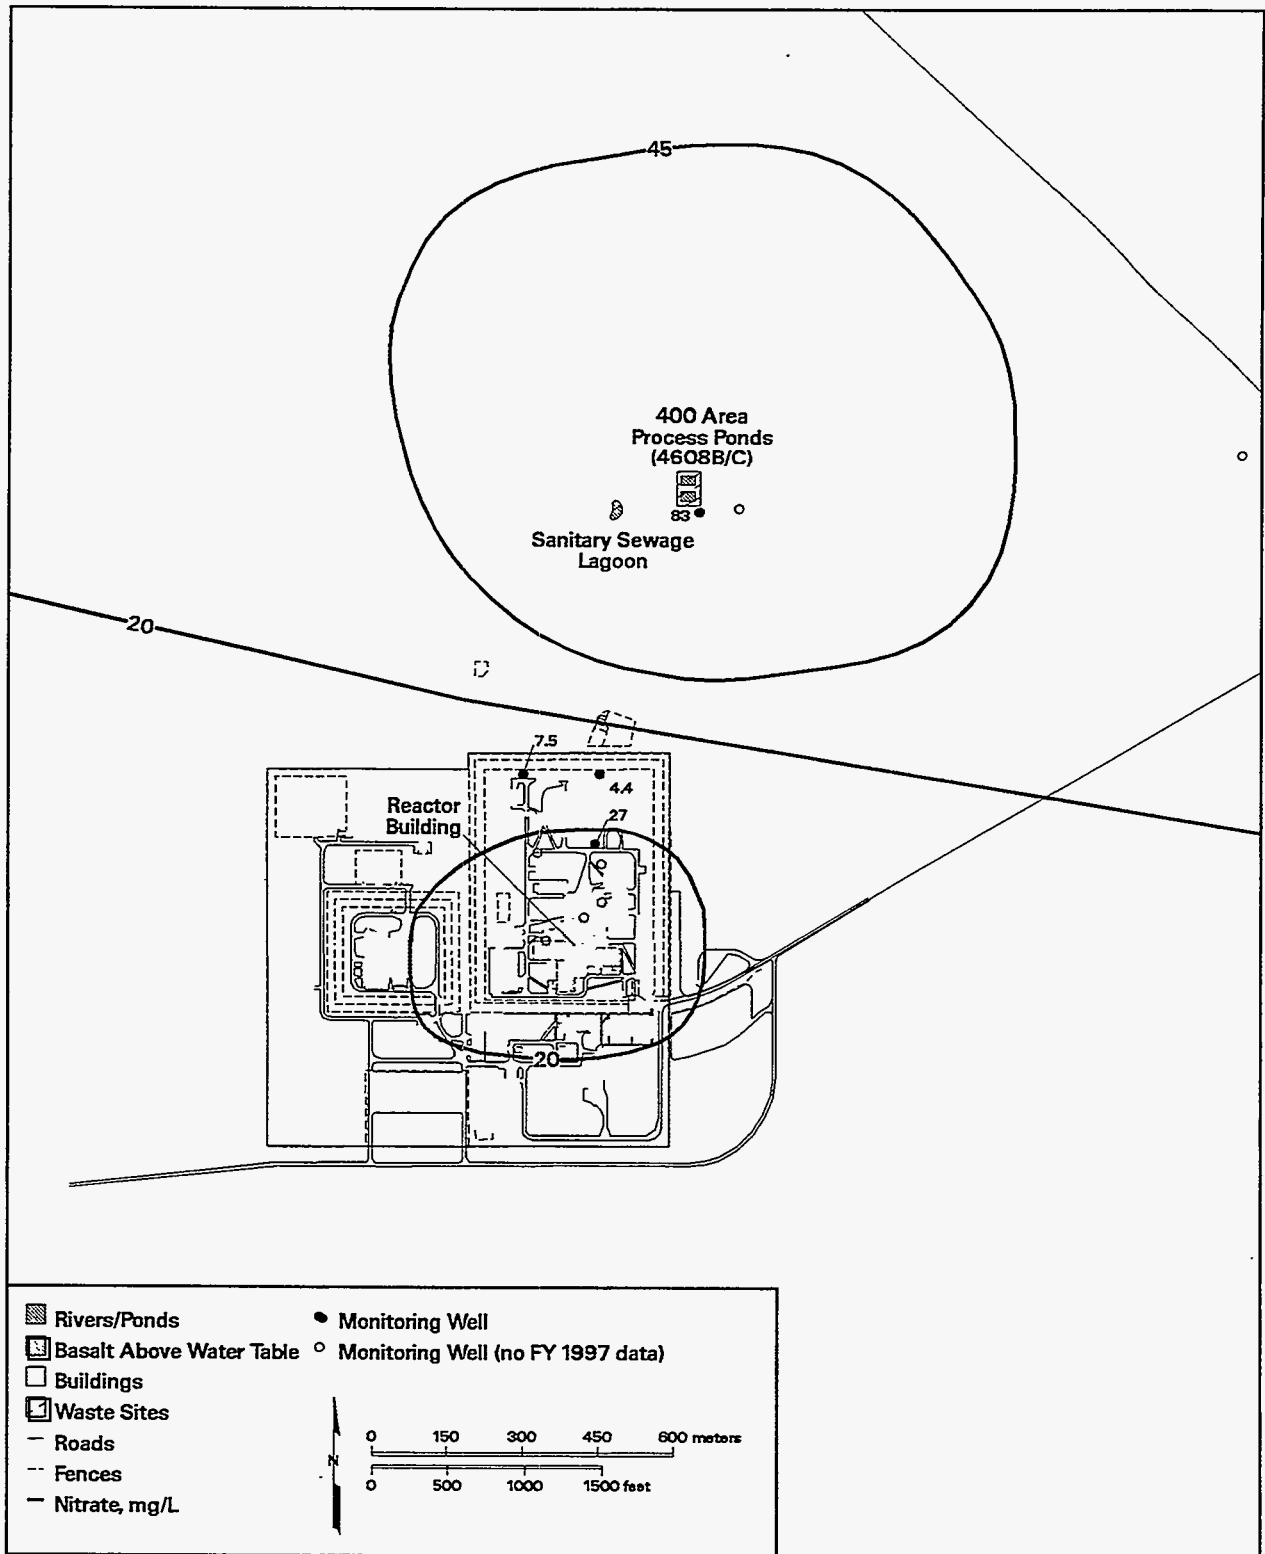 45
400 Area
Process Ponds
(4608B/C)
83
Sanitary Sewage
Lagoon
20
7.5
4.4
Reactor
Building
27
20
Rivers/Ponds
Basalt Above Water Table
Buildings
Waste Sites
Roads
Fences
Nitrate, mg/L
Monitoring Well
Monitoring Well (no FY 1997 data)
N
0 150 300 450 600 meters
0 500 1000 1500 feet